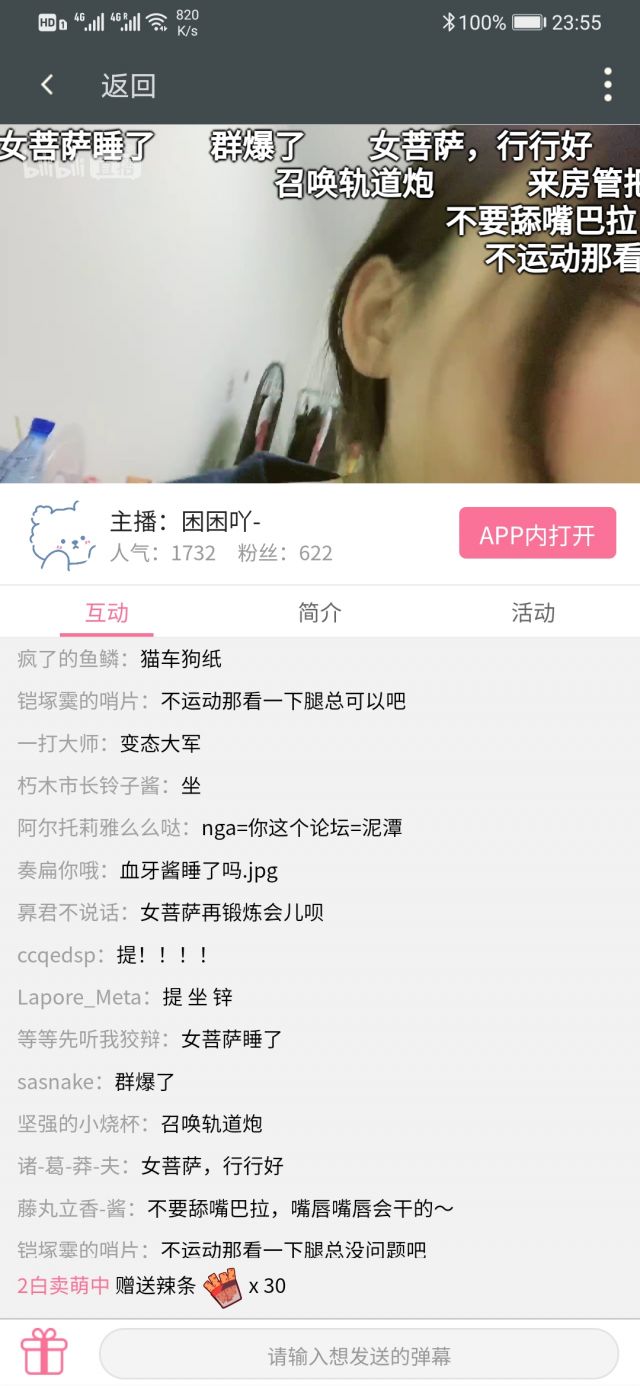 HD 1 4G 4G R 820 K/s 100% 23:55
返回
女菩萨睡了 群爆了 女菩萨，行行好
bilibili 直播
召唤轨道炮 来房管把
不要舔嘴巴拉
不运动那看
主播：困困吖-
人气：1732 粉丝：622
APP内打开
互动 简介 活动
疯了的鱼鳞：猫车狗纸
铠塚霙的哨片：不运动那看一下腿总可以吧
一打大师：变态大军
朽木市长铃子酱：坐
阿尔托莉雅么么哒：nga=你这个论坛=泥潭
奏扁你哦：血牙酱睡了吗.jpg
君不说话：女菩萨再锻炼会儿呗
ccqedsp：提！！！！
Lapore_Meta：提 坐 锌
等等先听我狡辩：女菩萨睡了
sasnake：群爆了
坚强的小烧杯：召唤轨道炮
诸-葛-莽-夫：女菩萨，行行好
藤丸立香-酱：不要舔嘴巴拉，嘴唇嘴唇会干的～
铠塚霙的哨片：不运动那看一下腿总没问题吧
2白卖萌中 赠送辣条 x 30
请输入想发送的弹幕